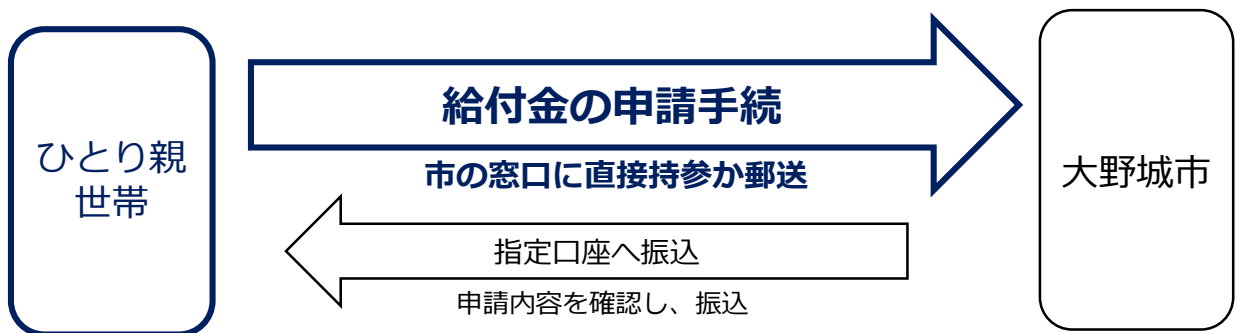 ひとり親
世帯
給付金の申請手続
市の窓口に直接持参か郵送
指定口座へ振込
申請内容を確認し、振込
大野城市